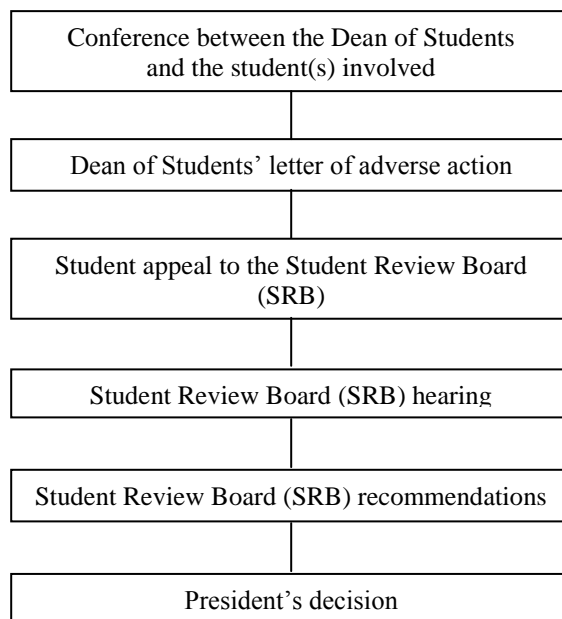 Conference between the Dean of Students
and the student(s) involved
Dean of Students’ letter of adverse action
Student appeal to the Student Review Board
(SRB)
Student Review Board (SRB) hearing
Student Review Board (SRB) recommendations
President’s decision